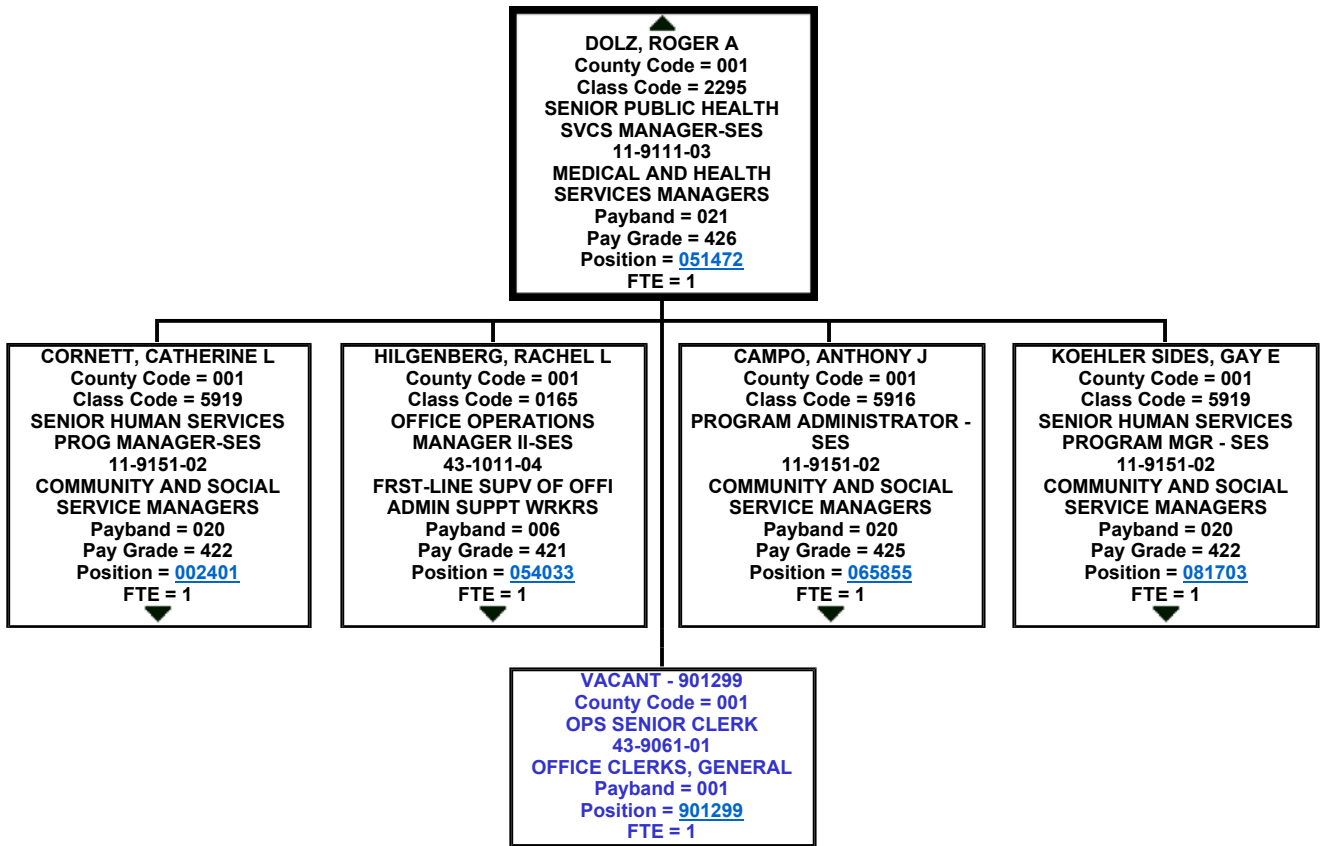 DOLZ, ROGER A
County Code = 001
Class Code = 2295
SENIOR PUBLIC HEALTH
SVCS MANAGER-SES
11-9111-03
MEDICAL AND HEALTH
SERVICES MANAGERS
Payband = 021
Pay Grade = 426
Position = 051472
FTE = 1
CORNETT, CATHERINE L
County Code = 001
Class Code = 5919
SENIOR HUMAN SERVICES
PROG MANAGER-SES
11-9151-02
COMMUNITY AND SOCIAL
SERVICE MANAGERS
Payband = 020
Pay Grade = 422
Position = 002401
FTE = 1
HILGENBERG, RACHEL L
County Code = 001
Class Code = 0165
OFFICE OPERATIONS
MANAGER II-SES
43-1011-04
FRST-LINE SUPV OF OFFI
ADMIN SUPPT WRKRS
Payband = 006
Pay Grade = 421
Position = 054033
FTE = 1
CAMPO, ANTHONY J
County Code = 001
Class Code = 5916
PROGRAM ADMINISTRATOR -
SES
11-9151-02
COMMUNITY AND SOCIAL
SERVICE MANAGERS
Payband = 020
Pay Grade = 425
Position = 065855
FTE = 1
KOEHLER SIDES, GAY E
County Code = 001
Class Code = 5919
SENIOR HUMAN SERVICES
PROGRAM MGR - SES
11-9151-02
COMMUNITY AND SOCIAL
SERVICE MANAGERS
Payband = 020
Pay Grade = 422
Position = 081703
FTE = 1
VACANT - 901299
County Code = 001
OPS SENIOR CLERK
43-9061-01
OFFICE CLERKS, GENERAL
Payband = 001
Position = 901299
FTE = 1